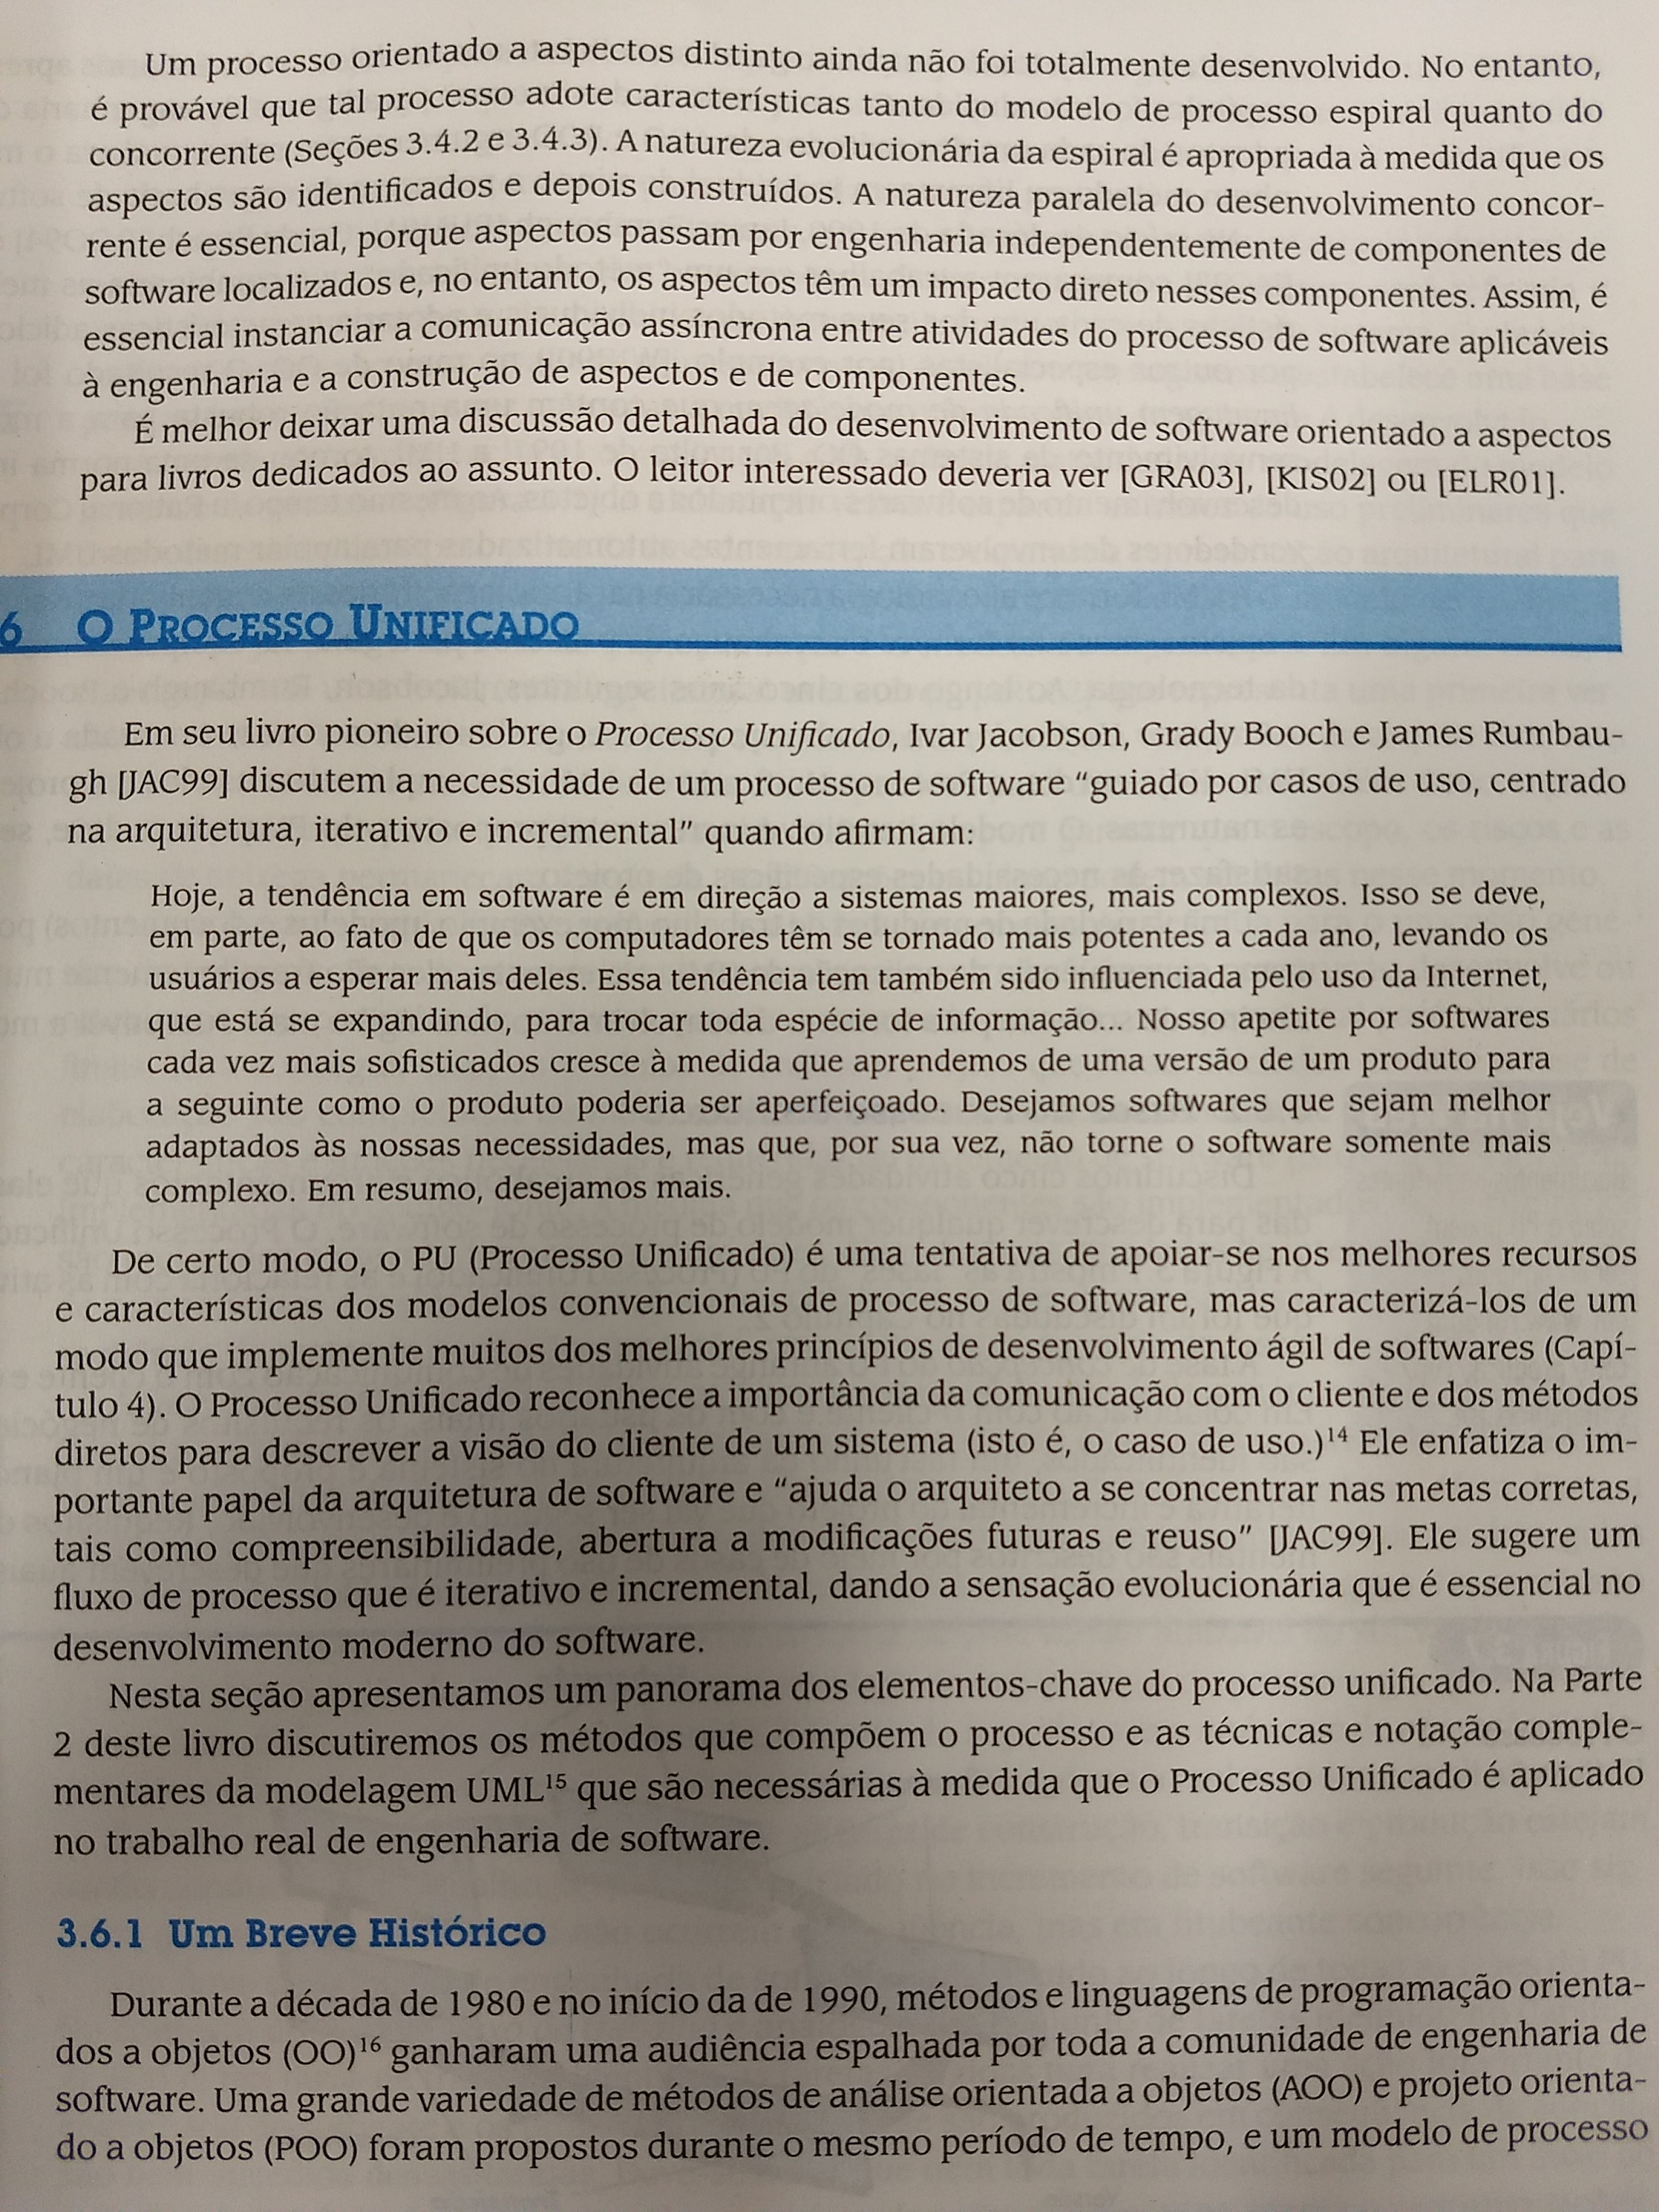 Um processo orientado a aspectos distinto ainda não foi totalmente desenvolvido. No entanto,
é provável que tal processo adote características tanto do modelo de processo espiral quanto do
concorrente (Seções 3.4.2 e 3.4.3). A natureza evolucionária da espiral é apropriada à medida que os
aspectos são identificados e depois construídos. A natureza paralela do desenvolvimento concor-
rente é essencial, porque aspectos passam por engenharia independentemente de componentes de
software localizados e, no entanto, os aspectos têm um impacto direto nesses componentes. Assim, é
essencial instanciar a comunicação assíncrona entre atividades do processo de software aplicáveis
à engenharia e a construção de aspectos e de componentes.
É melhor deixar uma discussão detalhada do desenvolvimento de software orientado a aspectos
para livros dedicados ao assunto. O leitor interessado deveria ver [GRA03], [KIS02] ou [ELR01].
6 O PROCESSO UNIFICADO
Em seu livro pioneiro sobre o Processo Unificado, Ivar Jacobson, Grady Booch e James Rumbau-
gh [JAC99] discutem a necessidade de um processo de software “guiado por casos de uso, centrado
na arquitetura, iterativo e incremental” quando afirmam:
Hoje, a tendência em software é em direção a sistemas maiores, mais complexos. Isso se deve,
em parte, ao fato de que os computadores têm se tornado mais potentes a cada ano, levando os
usuários a esperar mais deles. Essa tendência tem também sido influenciada pelo uso da Internet,
que está se expandindo, para trocar toda espécie de informação... Nosso apetite por softwares
cada vez mais sofisticados cresce à medida que aprendemos de uma versão de um produto para
a seguinte como o produto poderia ser aperfeiçoado. Desejamos softwares que sejam melhor
adaptados às nossas necessidades, mas que, por sua vez, não torne o software somente mais
complexo. Em resumo, desejamos mais.
De certo modo, o PU (Processo Unificado) é uma tentativa de apoiar-se nos melhores recursos
e características dos modelos convencionais de processo de software, mas caracterizá-los de um
modo que implemente muitos dos melhores princípios de desenvolvimento ágil de softwares (Capí-
tulo 4). O Processo Unificado reconhece a importância da comunicação com o cliente e dos métodos
diretos para descrever a visão do cliente de um sistema (isto é, o caso de uso.)¹⁴ Ele enfatiza o im-
portante papel da arquitetura de software e “ajuda o arquiteto a se concentrar nas metas corretas,
tais como compreensibilidade, abertura a modificações futuras e reuso” [JAC99]. Ele sugere um
fluxo de processo que é iterativo e incremental, dando a sensação evolucionária que é essencial no
desenvolvimento moderno do software.
Nesta seção apresentamos um panorama dos elementos-chave do processo unificado. Na Parte
2 deste livro discutiremos os métodos que compõem o processo e as técnicas e notação comple-
mentares da modelagem UML¹⁵ que são necessárias à medida que o Processo Unificado é aplicado
no trabalho real de engenharia de software.
3.6.1 Um Breve Histórico
Durante a década de 1980 e no início da de 1990, métodos e linguagens de programação orienta-
dos a objetos (OO)¹⁶ ganharam uma audiência espalhada por toda a comunidade de engenharia de
software. Uma grande variedade de métodos de análise orientada a objetos (AOO) e projeto orienta-
do a objetos (POO) foram propostos durante o mesmo período de tempo, e um modelo de processo